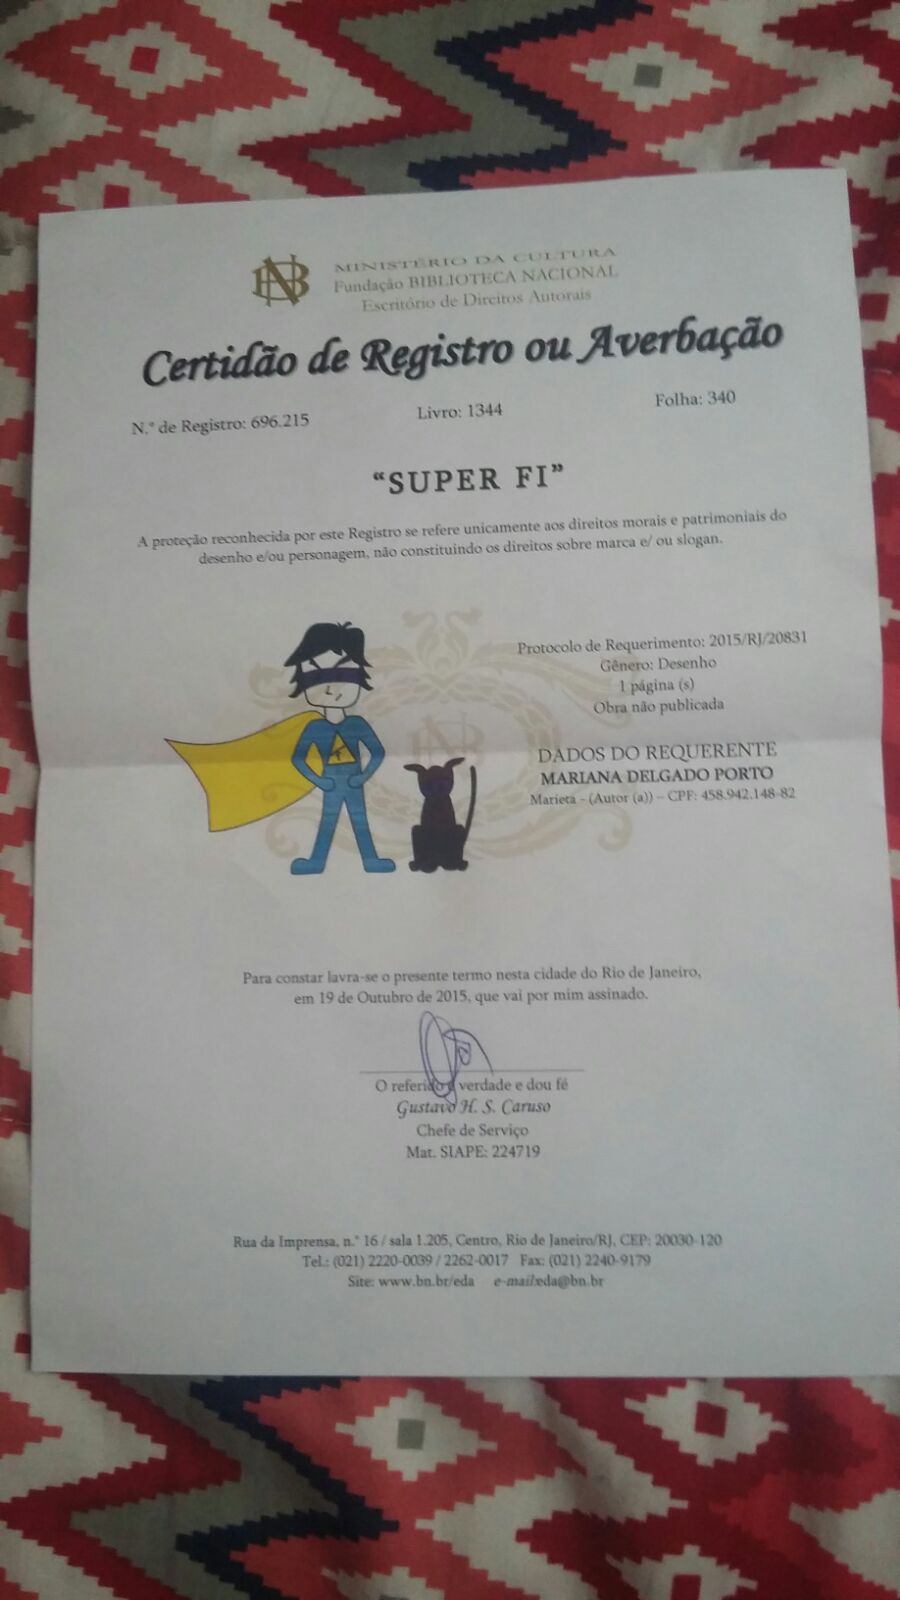 MINISTÉRIO DA CULTURA
Fundação BIBLIOTECA NACIONAL
Escritório de Direitos Autorais
Certidão de Registro ou Averbação
N.º de Registro: 696.215 Livro: 1344 Folha: 340
“SUPER FI”
A proteção reconhecida por este Registro se refere unicamente aos direitos morais e patrimoniais do
desenho e/ou personagem, não constituindo os direitos sobre marca e/ ou slogan.
Protocolo de Requerimento: 2015/RJ/20831
Gênero: Desenho
1 página (s)
Obra não publicada
DADOS DO REQUERENTE
MARIANA DELGADO PORTO
Marieta - (Autor (a)) – CPF: 458.942.148-82
Para constar lavra-se o presente termo nesta cidade do Rio de Janeiro,
em 19 de Outubro de 2015, que vai por mim assinado.
O referido é verdade e dou fé
Gustavo H. S. Caruso
Chefe de Serviço
Mat. SIAPE: 224719
Rua da Imprensa, n.º 16 / sala 1.205, Centro, Rio de Janeiro/RJ, CEP: 20030-120
Tel.: (021) 2220-0039 / 2262-0017 Fax: (021) 2240-9179
Site: www.bn.br/eda e-mail:eda@bn.br